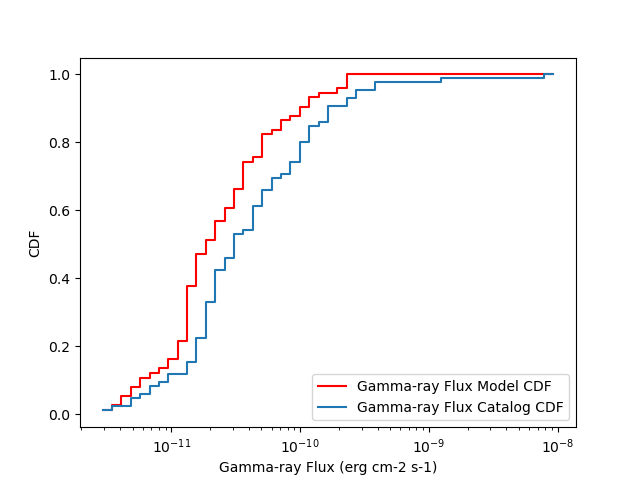 1.0
0.8
0.6
0.4
0.2
0.0
CDF
10⁻¹¹ 10⁻¹⁰ 10⁻⁹ 10⁻⁸
Gamma-ray Flux (erg cm-2 s-1)
Gamma-ray Flux Model CDF
Gamma-ray Flux Catalog CDF